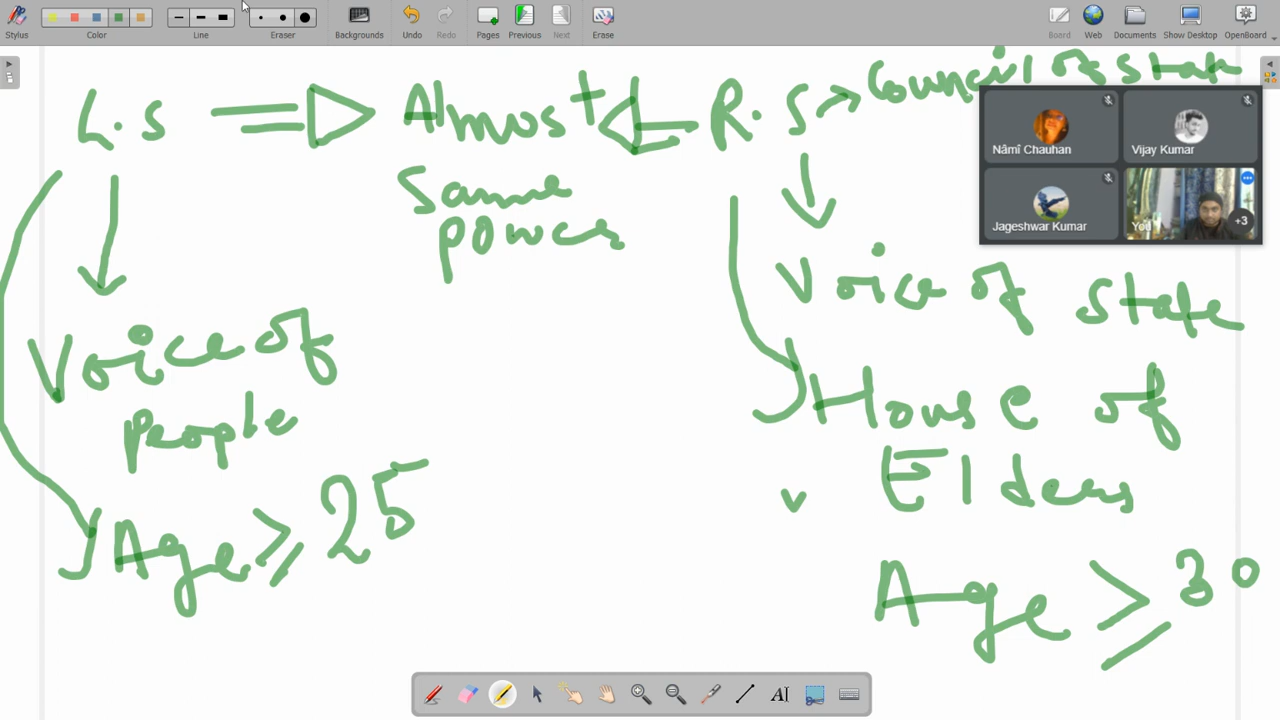 Stylus Color Line Eraser Backgrounds Undo Redo Pages Previous Next Erase Board Web Documents Show Desktop OpenBoard
L.S Almost R.S Council of State
Same
power
Voice of
people
Age ≥ 25
Voice of State
House of
Elders
Age ≥ 30
Nâmî Chauhan
Vijay Kumar
Jageshwar Kumar
You
+3
AI